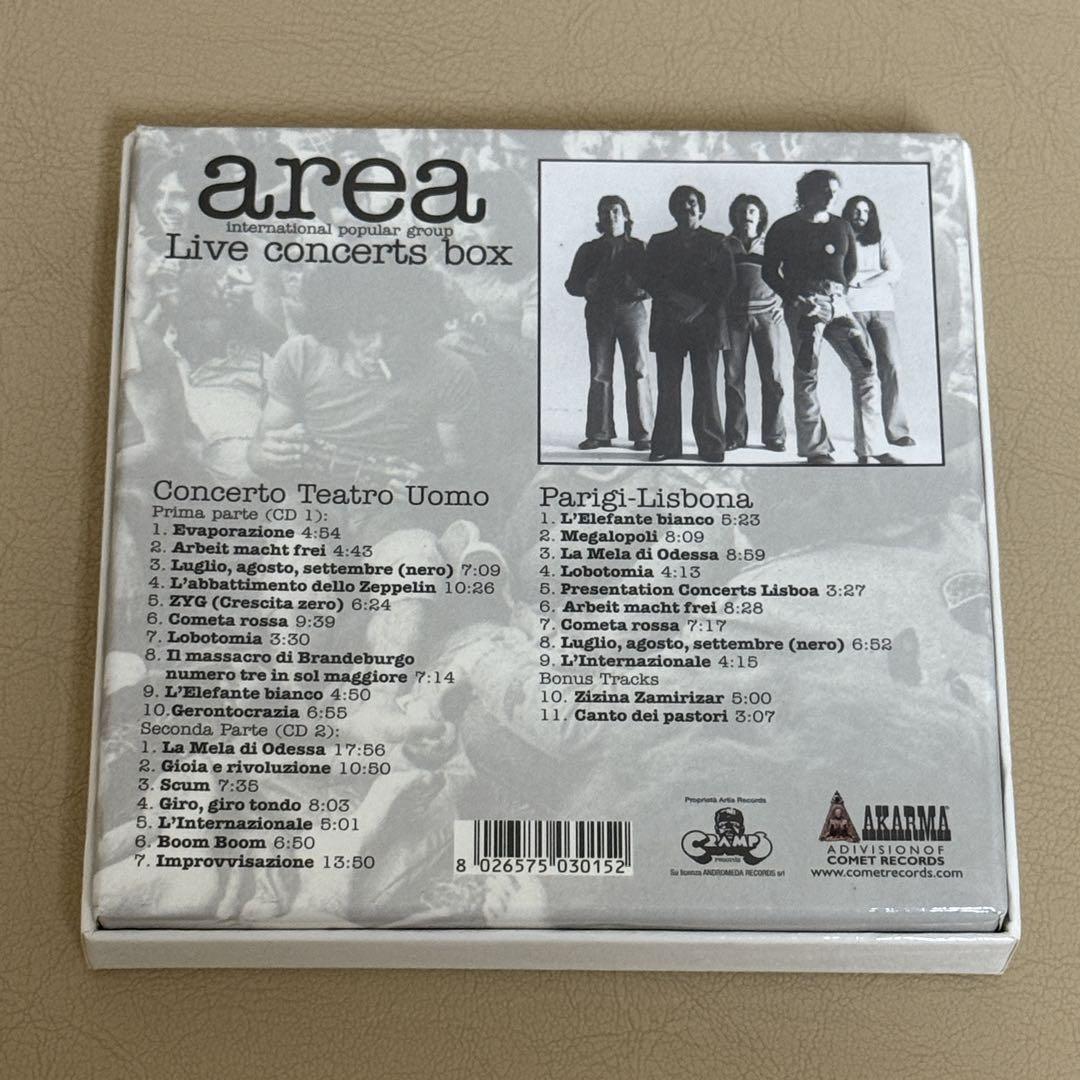 area
international popular group
Live concerts box
Concerto Teatro Uomo
Prima parte (CD 1):
1. Evaporazione 4:54
2. Arbeit macht frei 4:43
3. Luglio, agosto, settembre (nero) 7:09
4. L'abbattimento dello Zeppelin 10:26
5. ZYG (Crescita zero) 6:24
6. Cometa rossa 9:39
7. Lobotomia 3:30
8. Il massacro di Brandeburgo
numero tre in sol maggiore 7:14
9. L'Elefante bianco 4:50
10.Gerontocrazia 6:55
Seconda Parte (CD 2):
1. La Mela di Odessa 17:56
2. Gioia e rivoluzione 10:50
3. Scum 7:35
4. Giro, giro tondo 8:03
5. L'Internazionale 5:01
6. Boom Boom 6:50
7. Improvvisazione 13:50
Parigi-Lisbona
1. L'Elefante bianco 5:23
2. Megalopoli 8:09
3. La Mela di Odessa 8:59
4. Lobotomia 4:13
5. Presentation Concerts Lisboa 3:27
6. Arbeit macht frei 8:28
7. Cometa rossa 7:17
8. Luglio, agosto, settembre (nero) 6:52
9. L'Internazionale 4:15
Bonus Tracks
10. Zizina Zamirizar 5:00
11. Canto dei pastori 3:07
8 026575 030152
Proprietà Artis Records
CRAMPS
records
Su licenza ANDROMEDA RECORDS srl
AKARMA
A DIVISION OF
COMET RECORDS
www.cometrecords.com